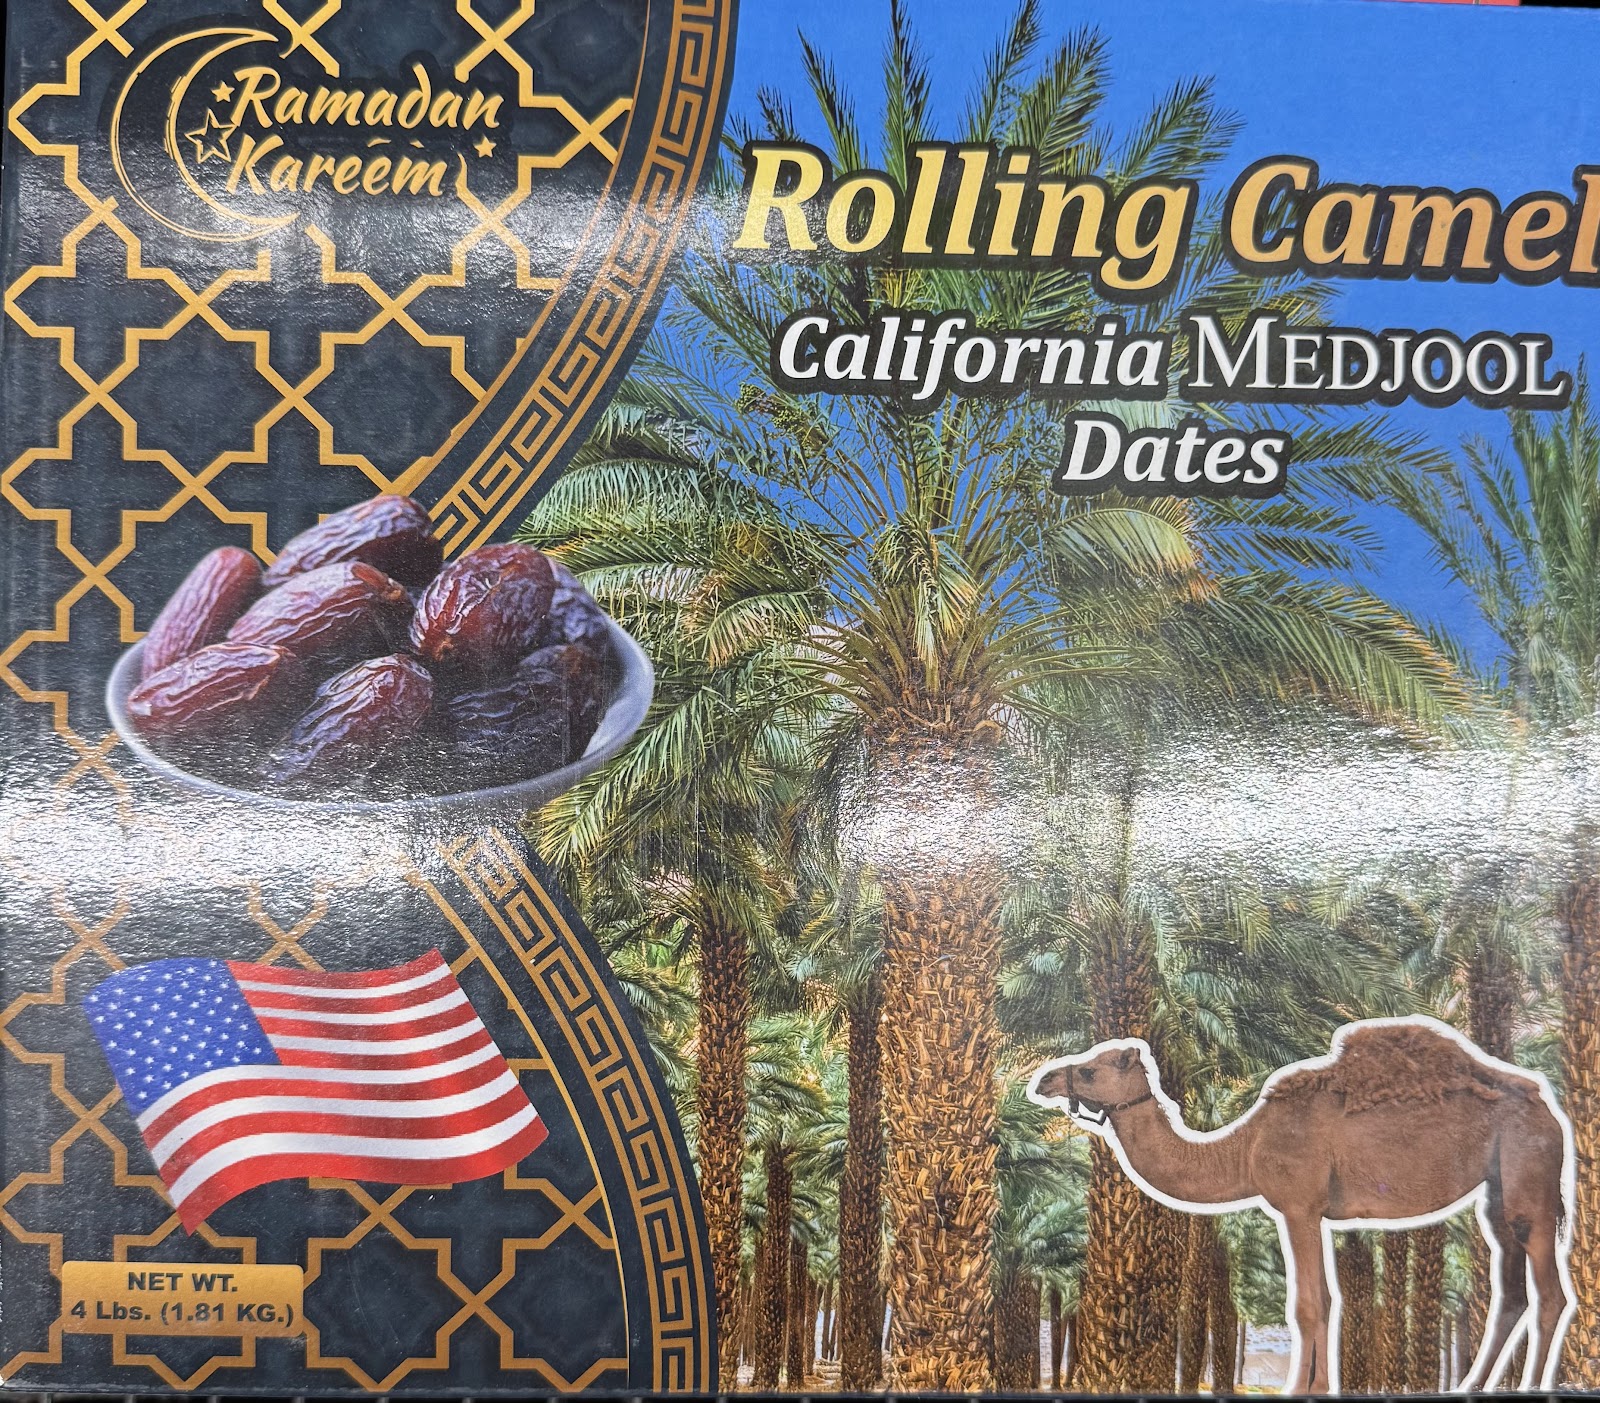 Ramadan
Kareem
Rolling Camel
California MEDJOOL
Dates
NET WT.
4 Lbs. (1.81 KG.)